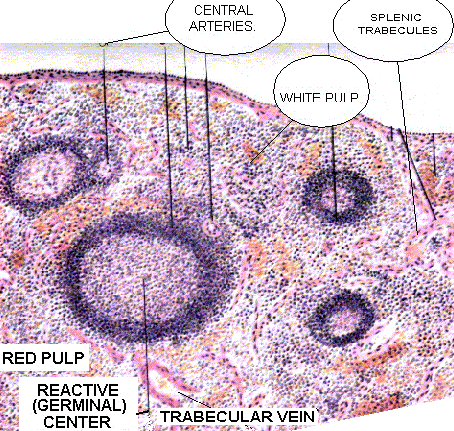 CENTRAL
ARTERIES.
SPLENIC
TRABECULES
WHITE PULP
RED PULP
REACTIVE
(GERMINAL)
CENTER
TRABECULAR VEIN